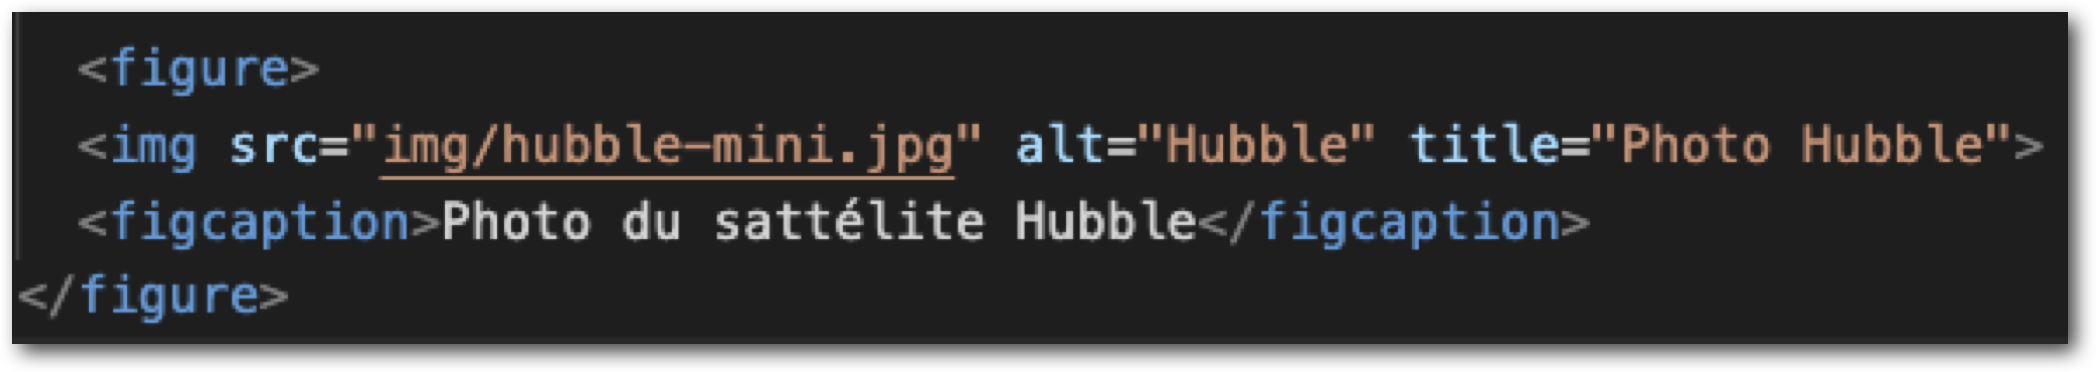 <figure>
<img src="img/hubble-mini.jpg" alt="Hubble" title="Photo Hubble">
<figcaption>Photo du sattélite Hubble</figcaption>
</figure>